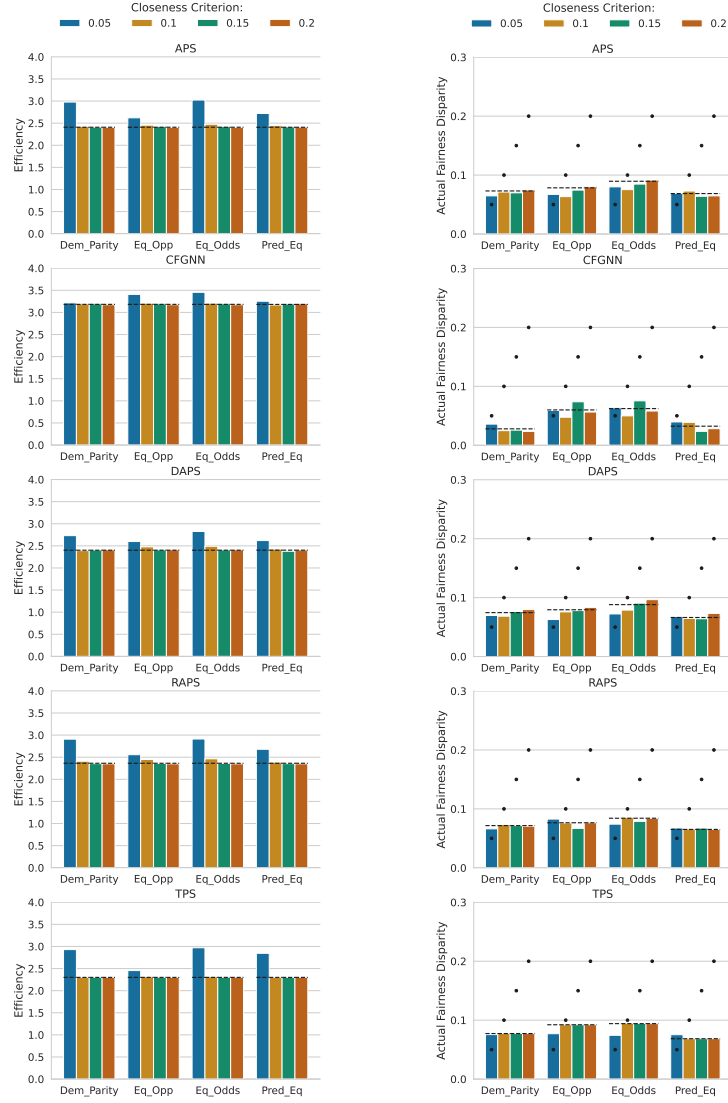 Closeness Criterion:
0.05 0.1 0.15 0.2
APS
4.0
3.5
3.0
2.5
2.0
1.5
1.0
0.5
0.0
Efficiency
Dem_Parity Eq_Opp Eq_Odds Pred_Eq
CFGNN
4.0
3.5
3.0
2.5
2.0
1.5
1.0
0.5
0.0
Efficiency
Dem_Parity Eq_Opp Eq_Odds Pred_Eq
DAPS
4.0
3.5
3.0
2.5
2.0
1.5
1.0
0.5
0.0
Efficiency
Dem_Parity Eq_Opp Eq_Odds Pred_Eq
RAPS
4.0
3.5
3.0
2.5
2.0
1.5
1.0
0.5
0.0
Efficiency
Dem_Parity Eq_Opp Eq_Odds Pred_Eq
TPS
4.0
3.5
3.0
2.5
2.0
1.5
1.0
0.5
0.0
Efficiency
Dem_Parity Eq_Opp Eq_Odds Pred_Eq
Closeness Criterion:
0.05 0.1 0.15 0.2
APS
0.3
0.2
0.1
0.0
Actual Fairness Disparity
Dem_Parity Eq_Opp Eq_Odds Pred_Eq
CFGNN
0.3
0.2
0.1
0.0
Actual Fairness Disparity
Dem_Parity Eq_Opp Eq_Odds Pred_Eq
DAPS
0.3
0.2
0.1
0.0
Actual Fairness Disparity
Dem_Parity Eq_Opp Eq_Odds Pred_Eq
RAPS
0.3
0.2
0.1
0.0
Actual Fairness Disparity
Dem_Parity Eq_Opp Eq_Odds Pred_Eq
TPS
0.3
0.2
0.1
0.0
Actual Fairness Disparity
Dem_Parity Eq_Opp Eq_Odds Pred_Eq